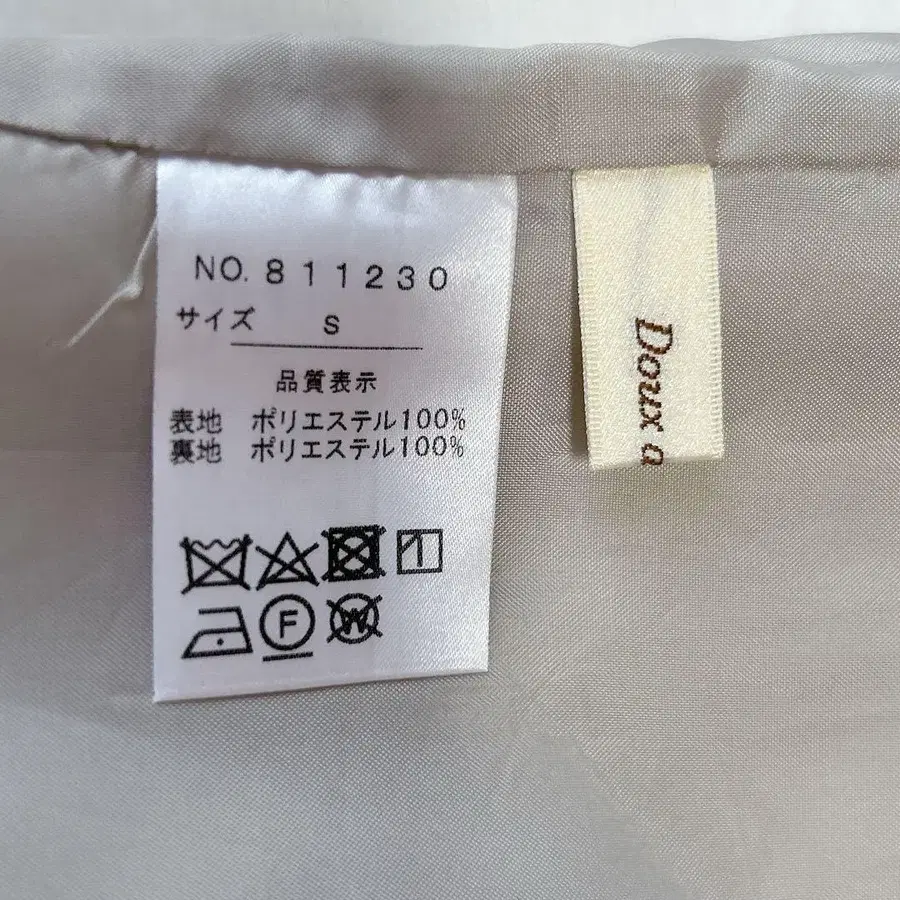 NO. 811230
サイズ S
品質表示
表地 ポリエステル100%
裏地 ポリエステル100%
F
W
Doux a